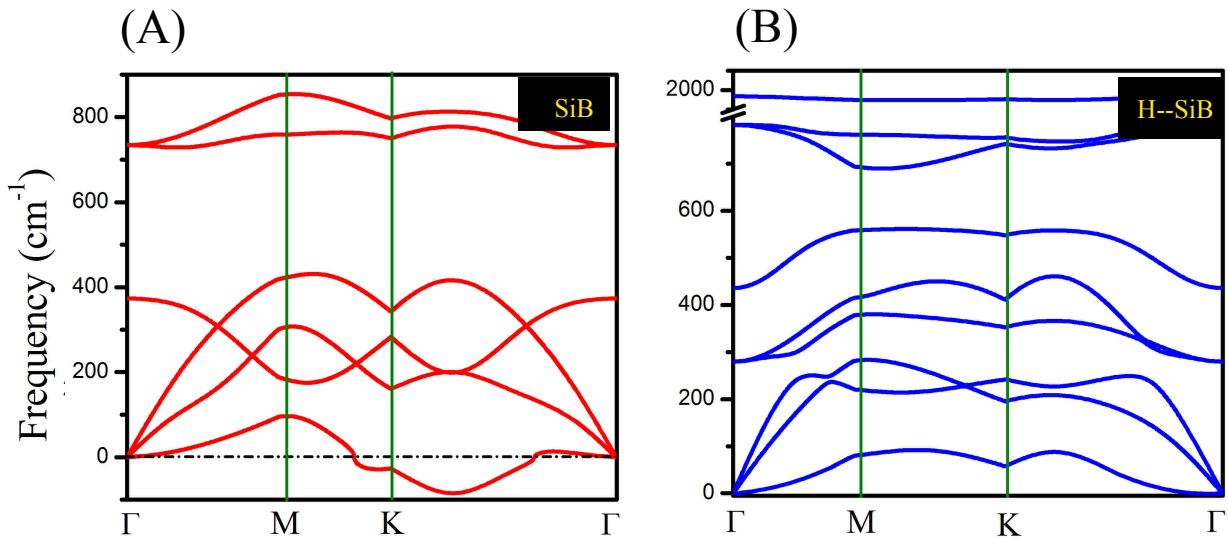 (A)
(B)
Frequency (cm⁻¹)
800
600
400
200
0
SiB
Γ M K Γ
2000
600
400
200
0
H--SiB
Γ M K Γ